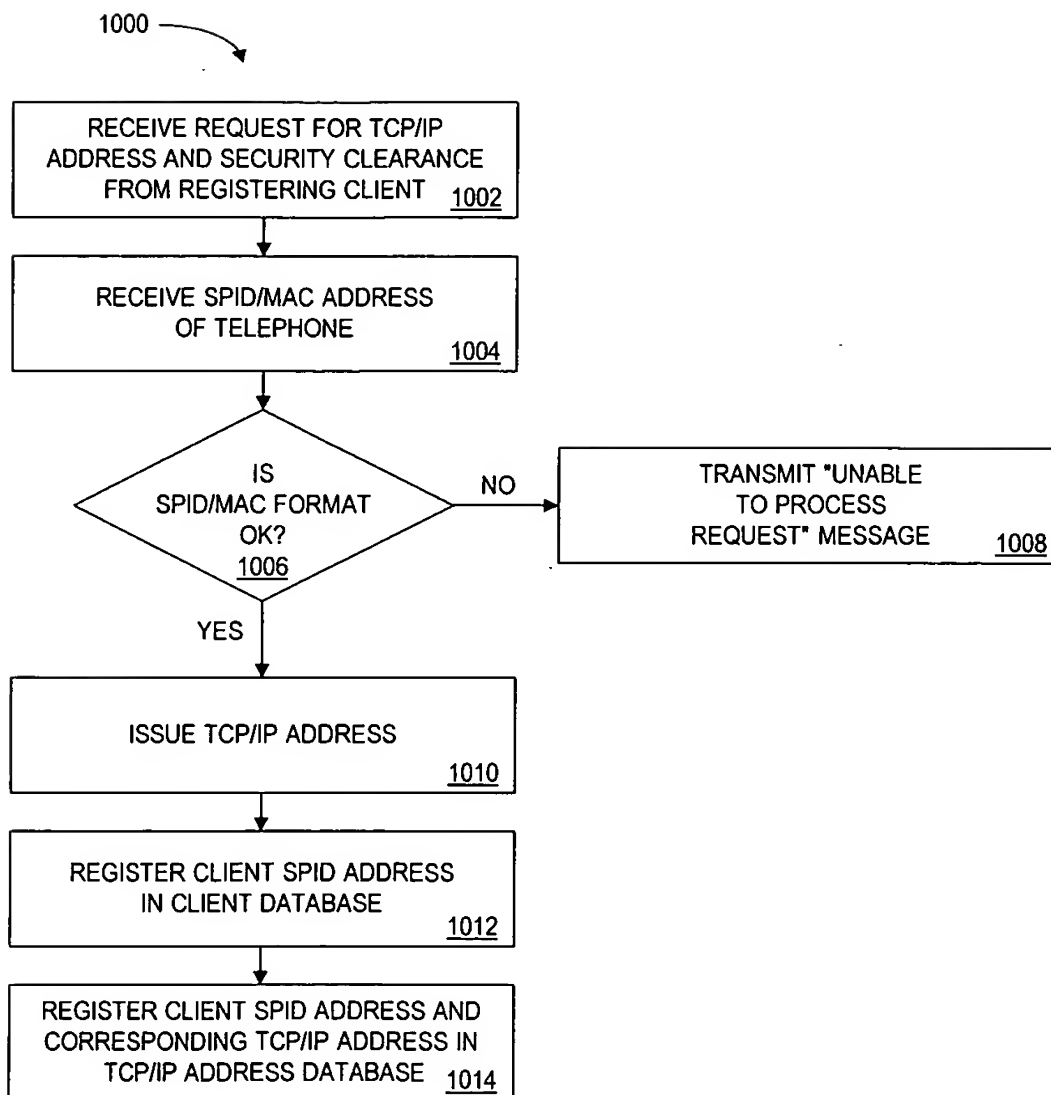 1000
RECEIVE REQUEST FOR TCP/IP
ADDRESS AND SECURITY CLEARANCE
FROM REGISTERING CLIENT
1002
RECEIVE SPID/MAC ADDRESS
OF TELEPHONE
1004
IS
SPID/MAC FORMAT
OK?
1006
NO
TRANSMIT "UNABLE
TO PROCESS
REQUEST" MESSAGE
1008
YES
ISSUE TCP/IP ADDRESS
1010
REGISTER CLIENT SPID ADDRESS
IN CLIENT DATABASE
1012
REGISTER CLIENT SPID ADDRESS AND
CORRESPONDING TCP/IP ADDRESS IN
TCP/IP ADDRESS DATABASE
1014